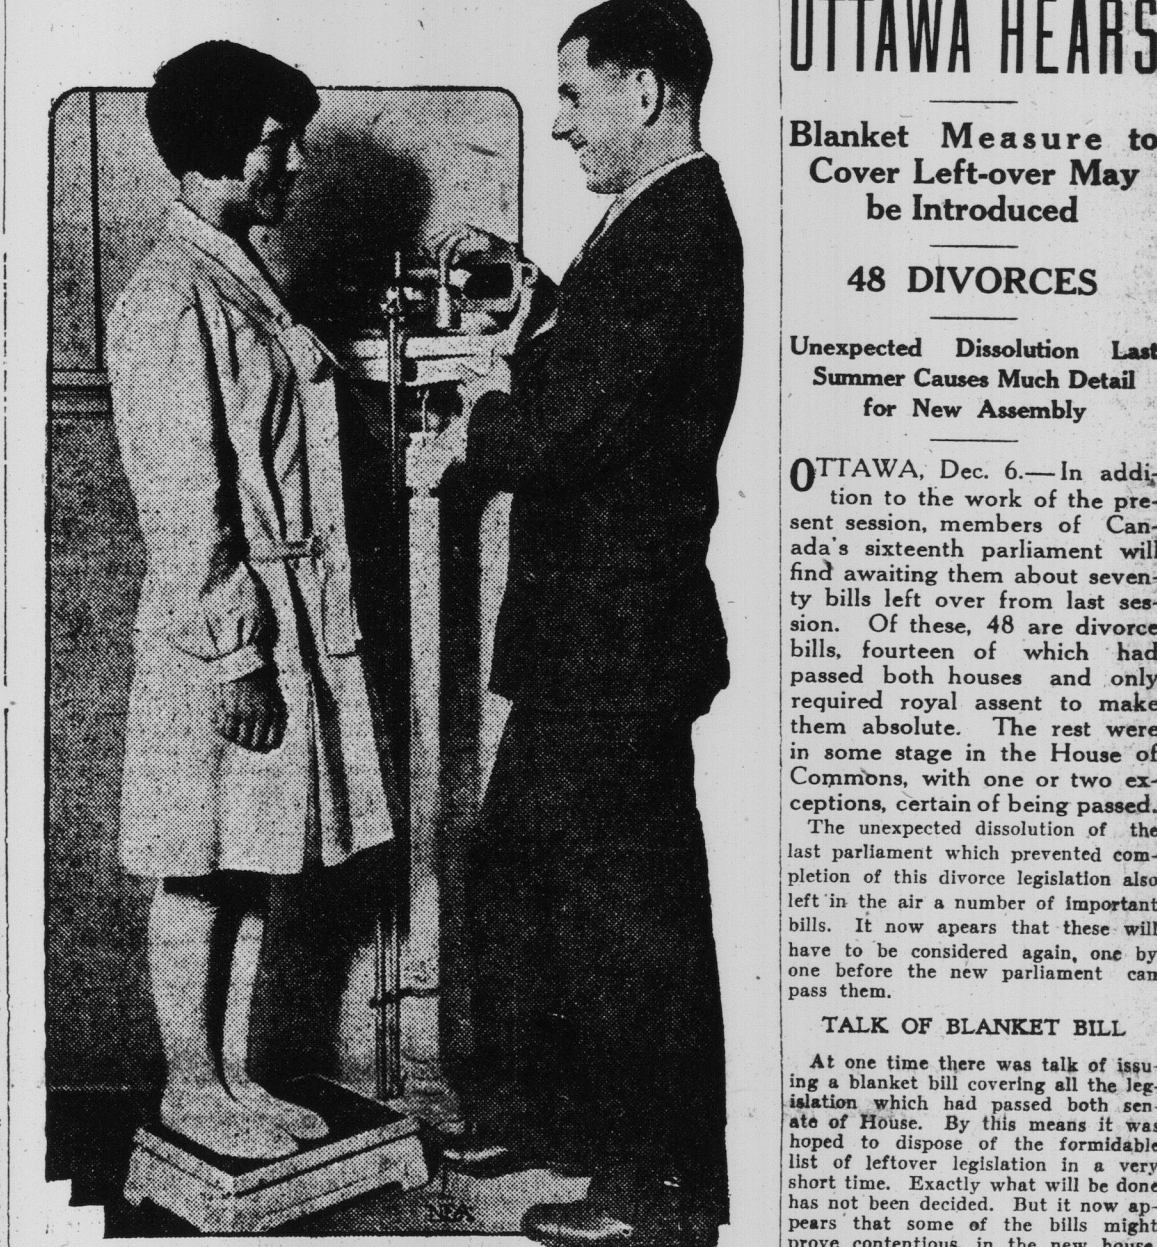 OTTAWA HEARS
Blanket Measure to
Cover Left-over May
be Introduced
48 DIVORCES
Unexpected Dissolution Last
Summer Causes Much Detail
for New Assembly
OTTAWA, Dec. 6.—In addi-
tion to the work of the pre-
sent session, members of Can-
ada's sixteenth parliament will
find awaiting them about seven-
ty bills left over from last ses-
sion. Of these, 48 are divorce
bills, fourteen of which had
passed both houses and only
required royal assent to make
them absolute. The rest were
in some stage in the House of
Commons, with one or two ex-
ceptions, certain of being passed.
The unexpected dissolution of the
last parliament which prevented com-
pletion of this divorce legislation also
left in the air a number of important
bills. It now apears that these will
have to be considered again, one by
one before the new parliament can
pass them.
TALK OF BLANKET BILL
At one time there was talk of issu-
ing a blanket bill covering all the leg-
islation which had passed both sen-
ate of House. By this means it was
hoped to dispose of the formidable
list of leftover legislation in a very
short time. Exactly what will be done
has not been decided. But it now ap-
pears that some of the bills might
prove contentious in the new house.
NEA